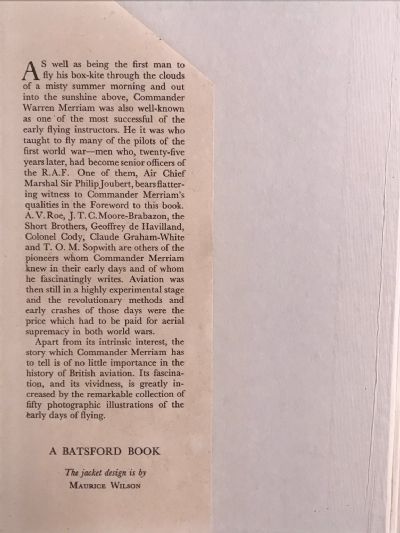 AS well as being the first man to
fly his box-kite through the clouds
of a misty summer morning and out
into the sunshine above, Commander
Warren Merriam was also well-known
as one of the most successful of the
early flying instructors. He it was who
taught to fly many of the pilots of the
first world war—men who, twenty-five
years later, had become senior officers of
the R.A.F. One of them, Air Chief
Marshal Sir Philip Joubert, bears flatter-
ing witness to Commander Merriam's
qualities in the Foreword to this book.
A. V. Roe, J. T. C. Moore-Brabazon, the
Short Brothers, Geoffrey de Havilland,
Colonel Cody, Claude Graham-White
and T. O. M. Sopwith are others of the
pioneers whom Commander Merriam
knew in their early days and of whom
he fascinatingly writes. Aviation was
then still in a highly experimental stage
and the revolutionary methods and
early crashes of those days were the
price which had to be paid for aerial
supremacy in both world wars.
Apart from its intrinsic interest, the
story which Commander Merriam has
to tell is of no little importance in the
history of British aviation. Its fascina-
tion, and its vividness, is greatly in-
creased by the remarkable collection of
fifty photographic illustrations of the
early days of flying.
A BATSFORD BOOK
The jacket design is by
MAURICE WILSON